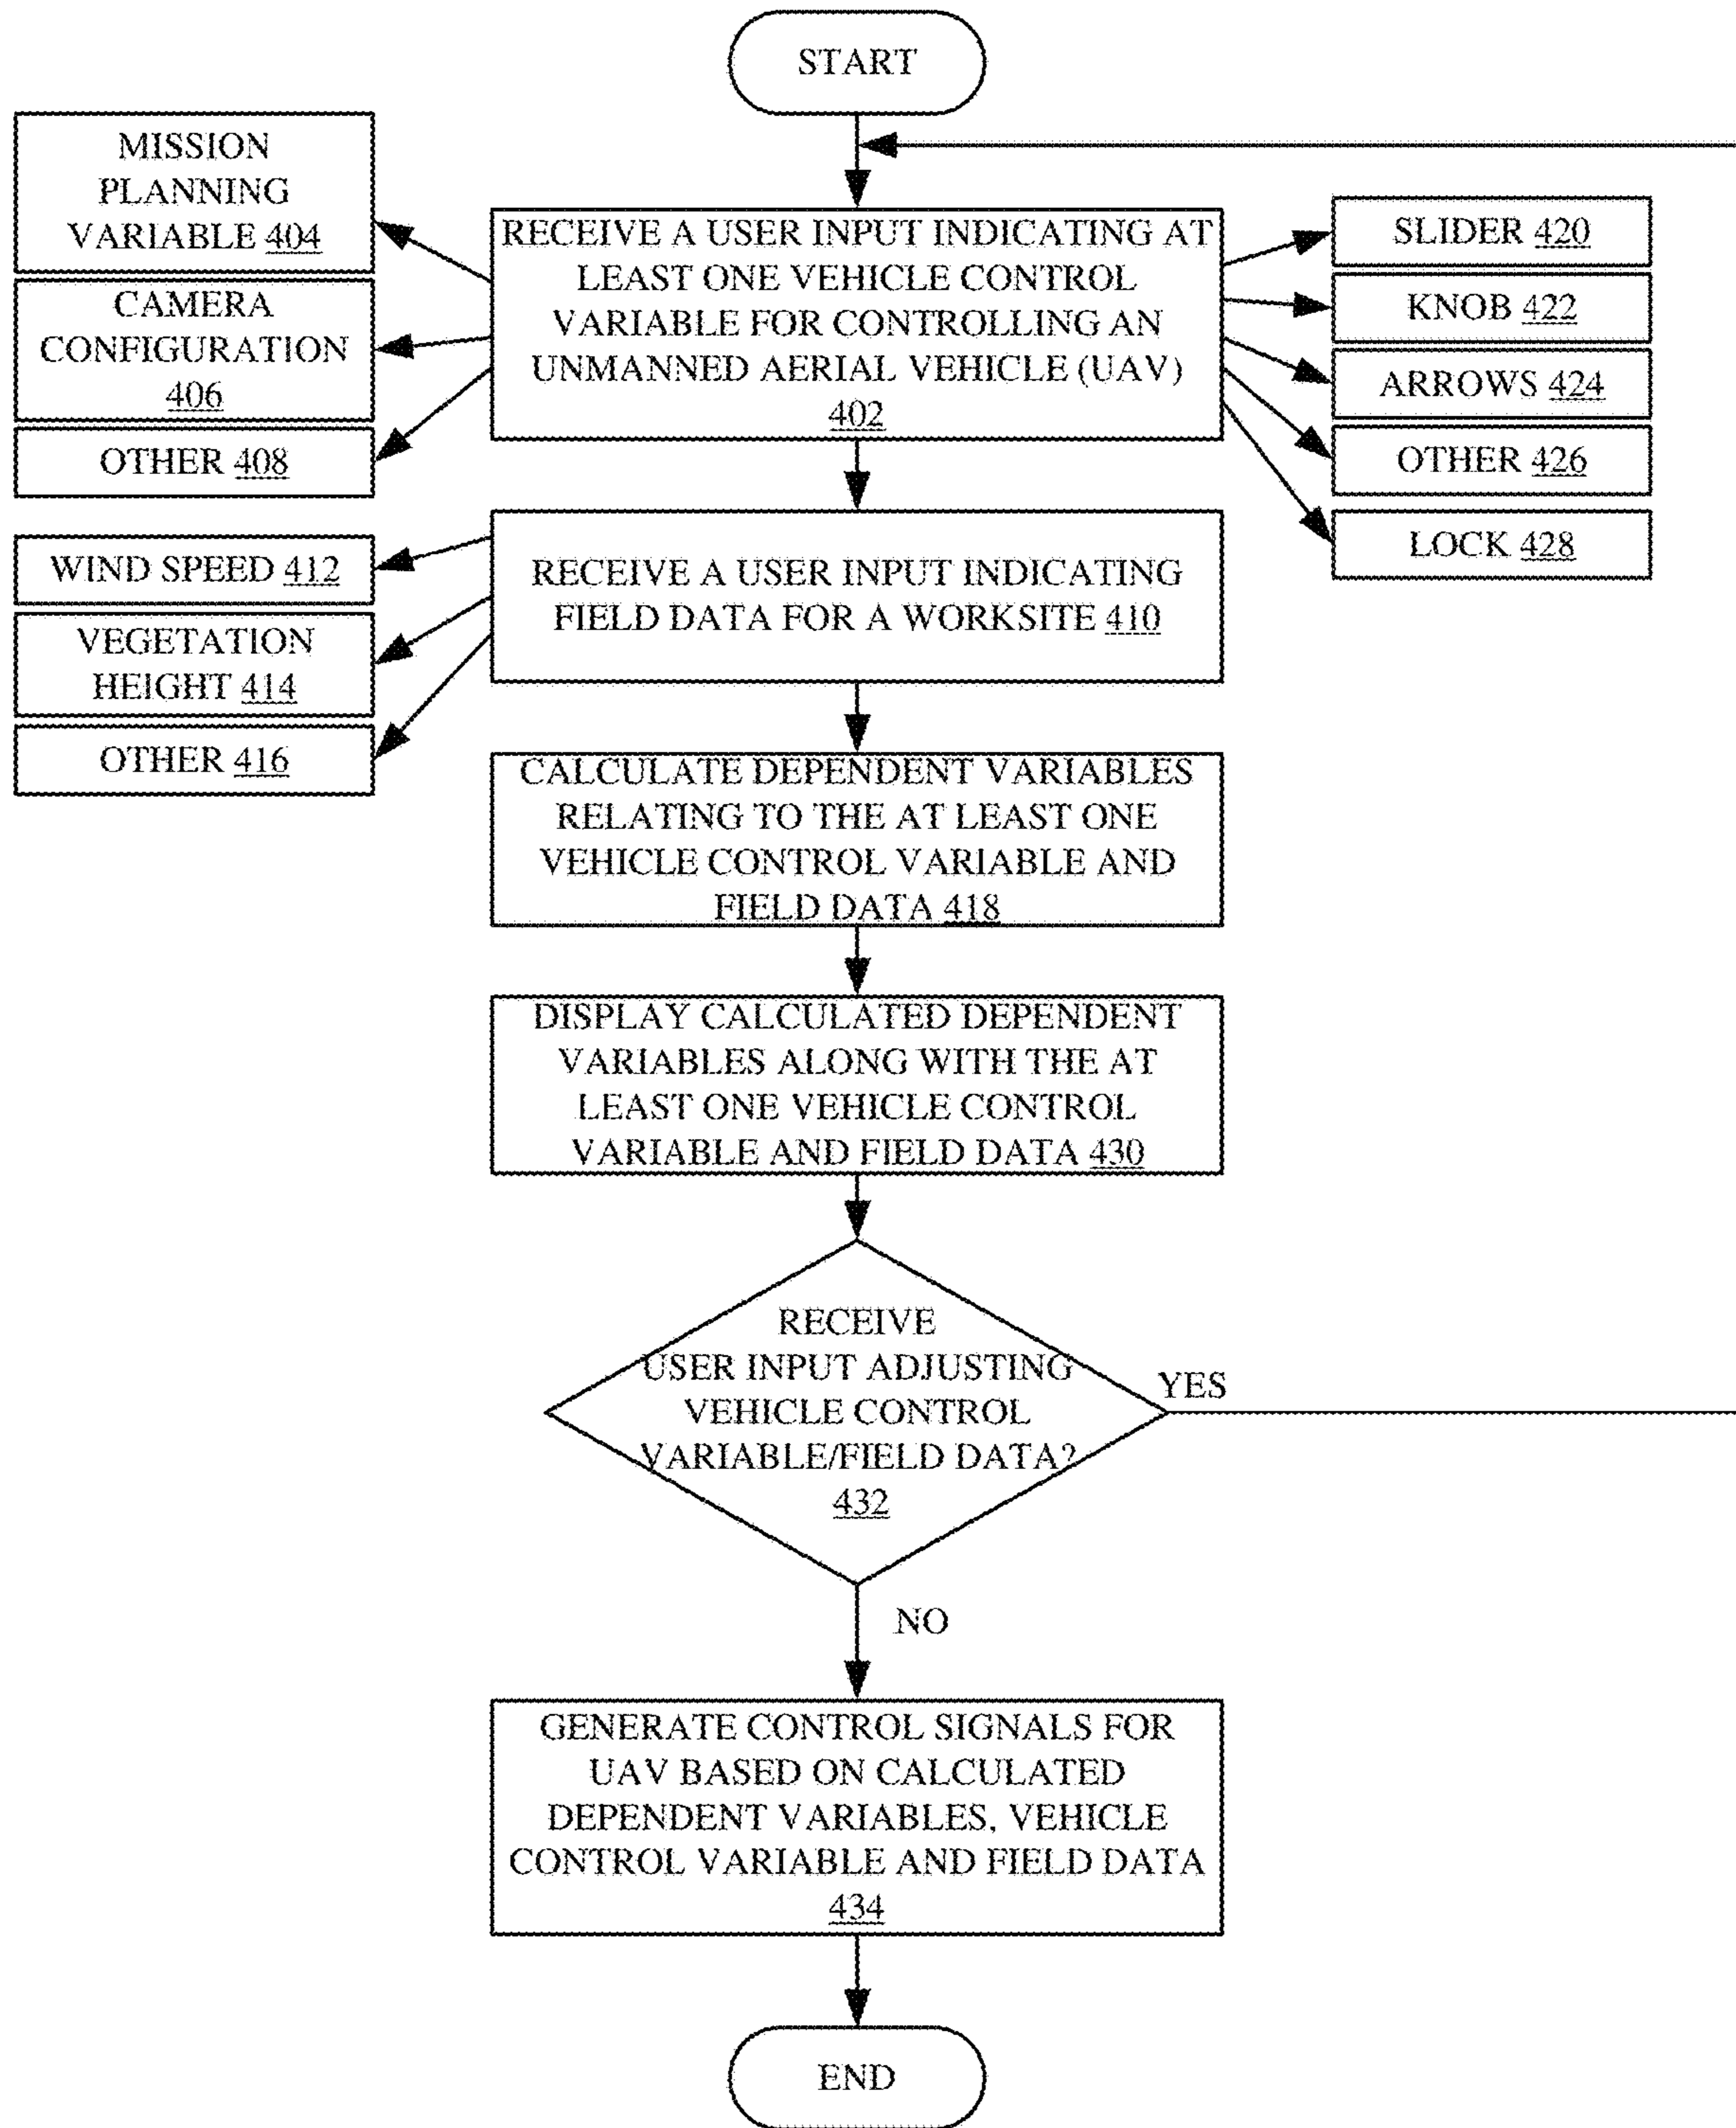 START
MISSION
PLANNING
VARIABLE 404
CAMERA
CONFIGURATION
406
OTHER 408
RECEIVE A USER INPUT INDICATING AT
LEAST ONE VEHICLE CONTROL
VARIABLE FOR CONTROLLING AN
UNMANNED AERIAL VEHICLE (UAV)
402
SLIDER 420
KNOB 422
ARROWS 424
OTHER 426
LOCK 428
WIND SPEED 412
VEGETATION
HEIGHT 414
OTHER 416
RECEIVE A USER INPUT INDICATING
FIELD DATA FOR A WORKSITE 410
CALCULATE DEPENDENT VARIABLES
RELATING TO THE AT LEAST ONE
VEHICLE CONTROL VARIABLE AND
FIELD DATA 418
DISPLAY CALCULATED DEPENDENT
VARIABLES ALONG WITH THE AT
LEAST ONE VEHICLE CONTROL
VARIABLE AND FIELD DATA 430
RECEIVE
USER INPUT ADJUSTING
VEHICLE CONTROL
VARIABLE/FIELD DATA?
432
YES
NO
GENERATE CONTROL SIGNALS FOR
UAV BASED ON CALCULATED
DEPENDENT VARIABLES, VEHICLE
CONTROL VARIABLE AND FIELD DATA
434
END